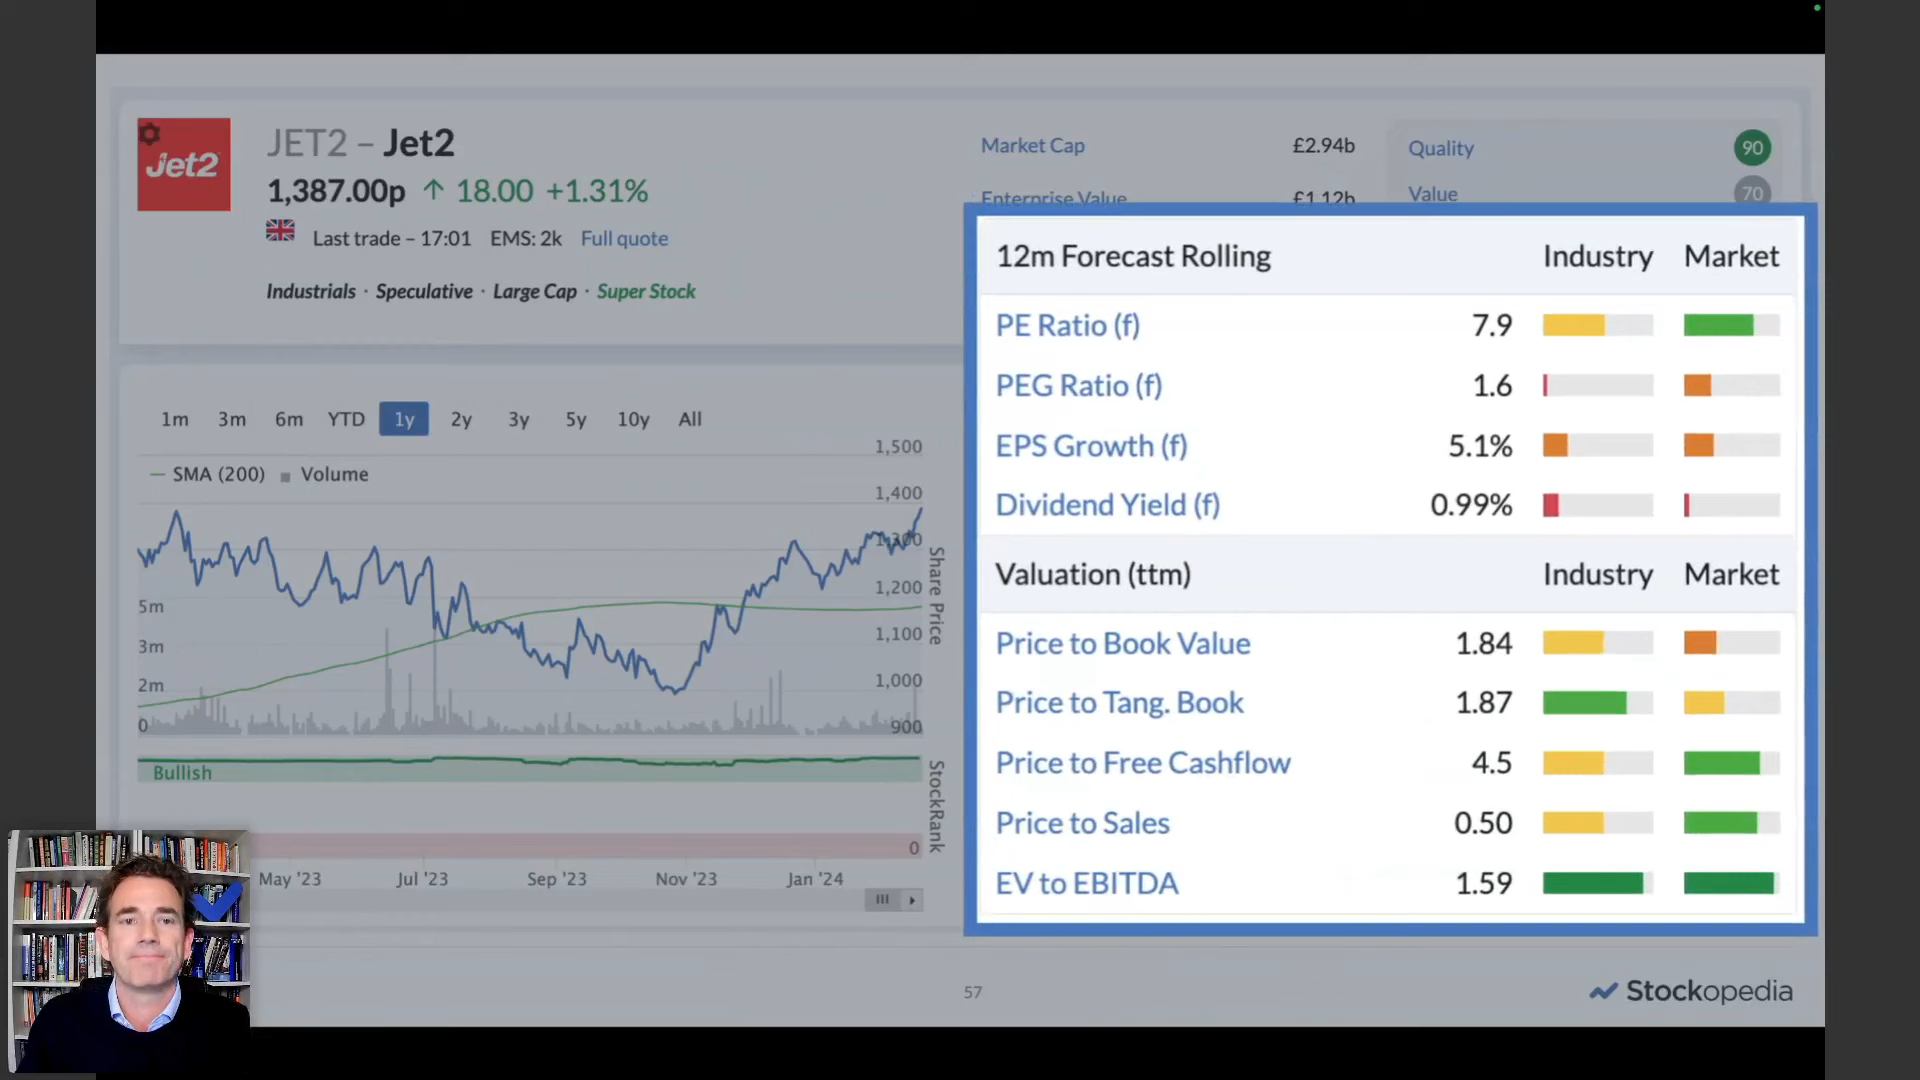 Jet2
JET2 – Jet2
1,387.00p ↑ 18.00 +1.31%
Last trade – 17:01 EMS: 2k Full quote
Industrials · Speculative · Large Cap · Super Stock
Market Cap £2.94b
Enterprise Value £1.12b
Quality 90
Value 70
1m 3m 6m YTD 1y 2y 3y 5y 10y All
SMA (200) Volume
1,500
1,400
1,300
1,200
1,100
1,000
900
5m
3m
2m
0
Share Price
Bullish
StockRank
0
May '23 Jul '23 Sep '23 Nov '23 Jan '24
12m Forecast Rolling Industry Market
PE Ratio (f) 7.9
PEG Ratio (f) 1.6
EPS Growth (f) 5.1%
Dividend Yield (f) 0.99%
Valuation (ttm) Industry Market
Price to Book Value 1.84
Price to Tang. Book 1.87
Price to Free Cashflow 4.5
Price to Sales 0.50
EV to EBITDA 1.59
57
Stockopedia